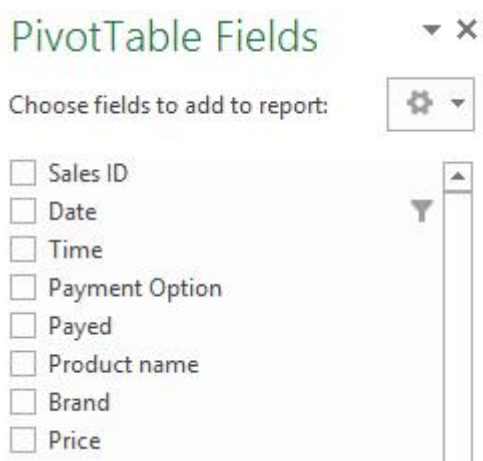 PivotTable Fields
Choose fields to add to report:
Sales ID
Date
Time
Payment Option
Payed
Product name
Brand
Price